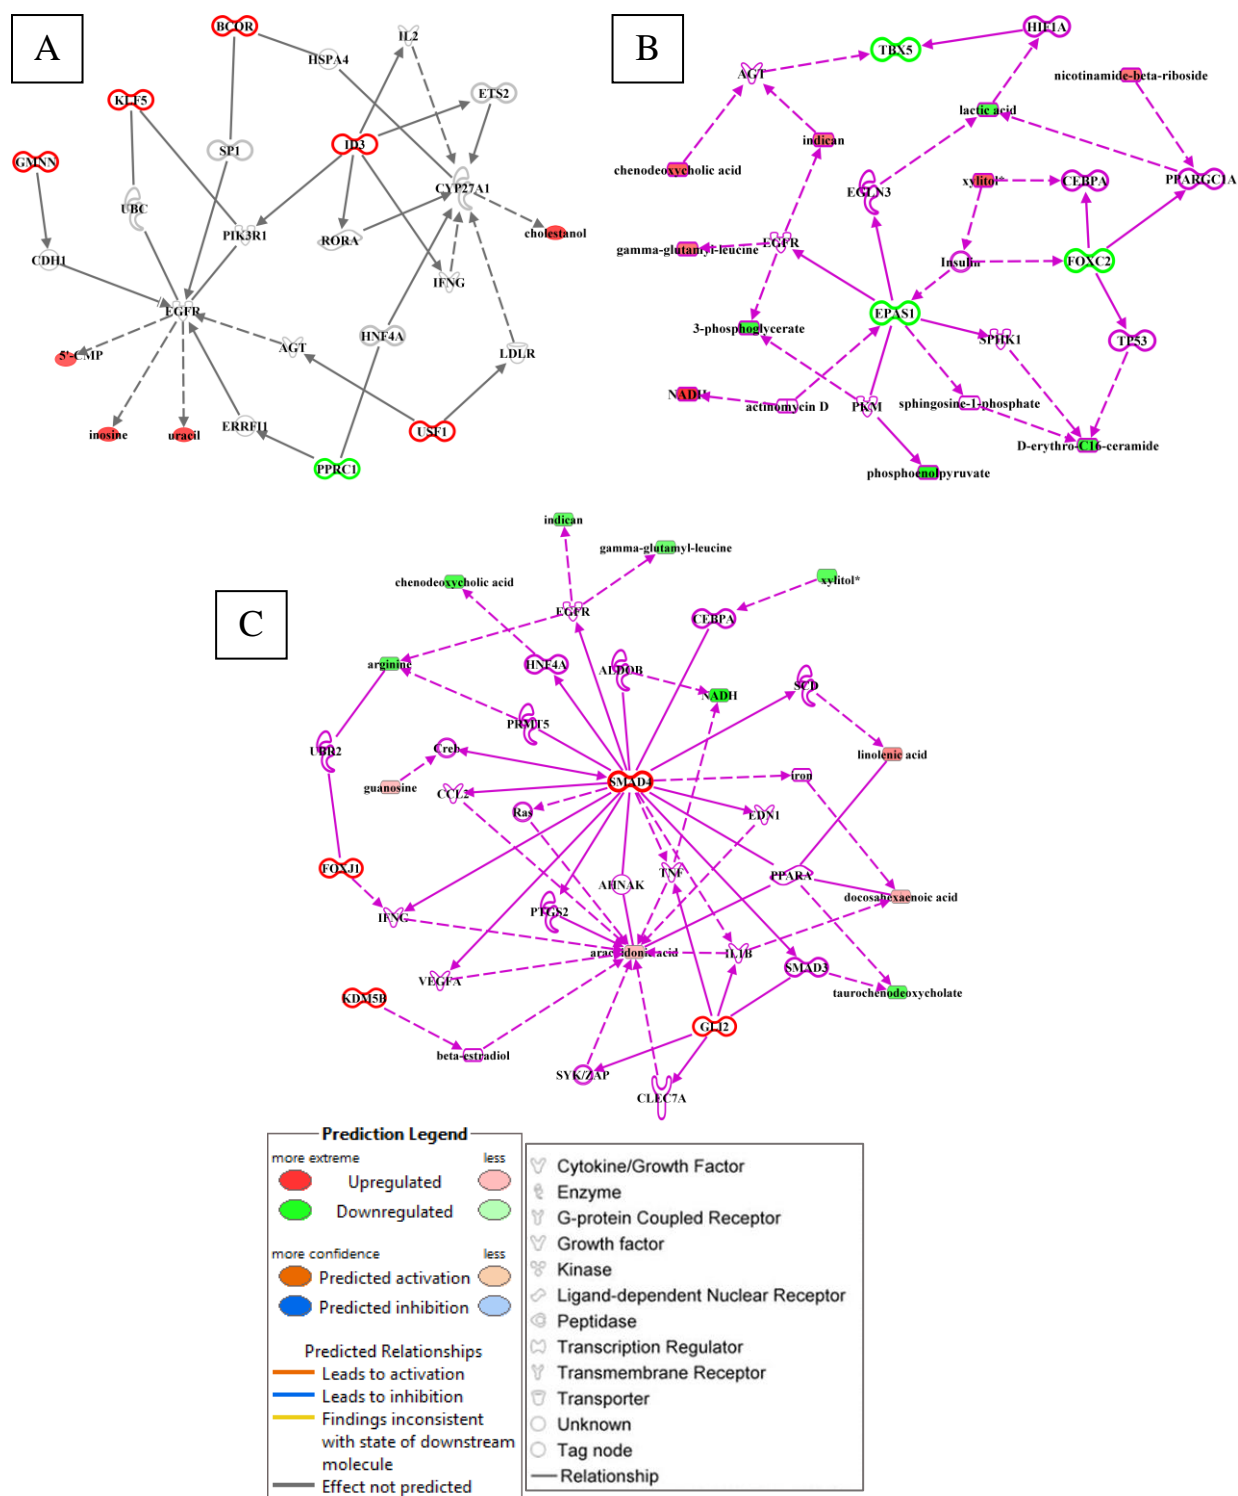 A
BCOR
IL2
HSPA4
KLF5
ETS2
ID3
SP1
GMNN
CYP27A1
UBC
PIK3R1
RORA
cholestanol
CDH1
IFNG
EGFR
HNF4A
AGT
LDLR
5'-CMP
inosine
uracil
ERRFI1
USF1
PPRC1
B
HIF1A
TBX5
AGT
nicotinamide-beta-riboside
lactic acid
indican
chenodeoxycholic acid
EGLN3
xylitol*
CEBPA
PPARGC1A
gamma-glutamyl-leucine
EGFR
Insulin
FOXC2
EPAS1
3-phosphoglycerate
SPHK1
TP53
NADH
actinomycin D
PKM
sphingosine-1-phosphate
D-erythro-C16-ceramide
phosphoenolpyruvate
C
indican
gamma-glutamyl-leucine
chenodeoxycholic acid
xylitol*
EGFR
CEBPA
arginine
HNF4A
ALDOB
SCD
NADH
PRMT5
UBR2
Creb
linolenic acid
guanosine
SMAD4
iron
CCL2
Ras
EDN1
FOXJ1
TNF
PPARA
AHNAK
docosahexaenoic acid
IFNG
PTGS2
arachidonic acid
IL1B
SMAD3
VEGFA
taurochenodeoxycholate
KDM5B
GLI2
beta-estradiol
SYK/ZAP
CLEC7A
Prediction Legend
more extreme less
Upregulated
Downregulated
more confidence less
Predicted activation
Predicted inhibition
Predicted Relationships
Leads to activation
Leads to inhibition
Findings inconsistent
with state of downstream
molecule
Effect not predicted
Cytokine/Growth Factor
Enzyme
G-protein Coupled Receptor
Growth factor
Kinase
Ligand-dependent Nuclear Receptor
Peptidase
Transcription Regulator
Transmembrane Receptor
Transporter
Unknown
Tag node
Relationship